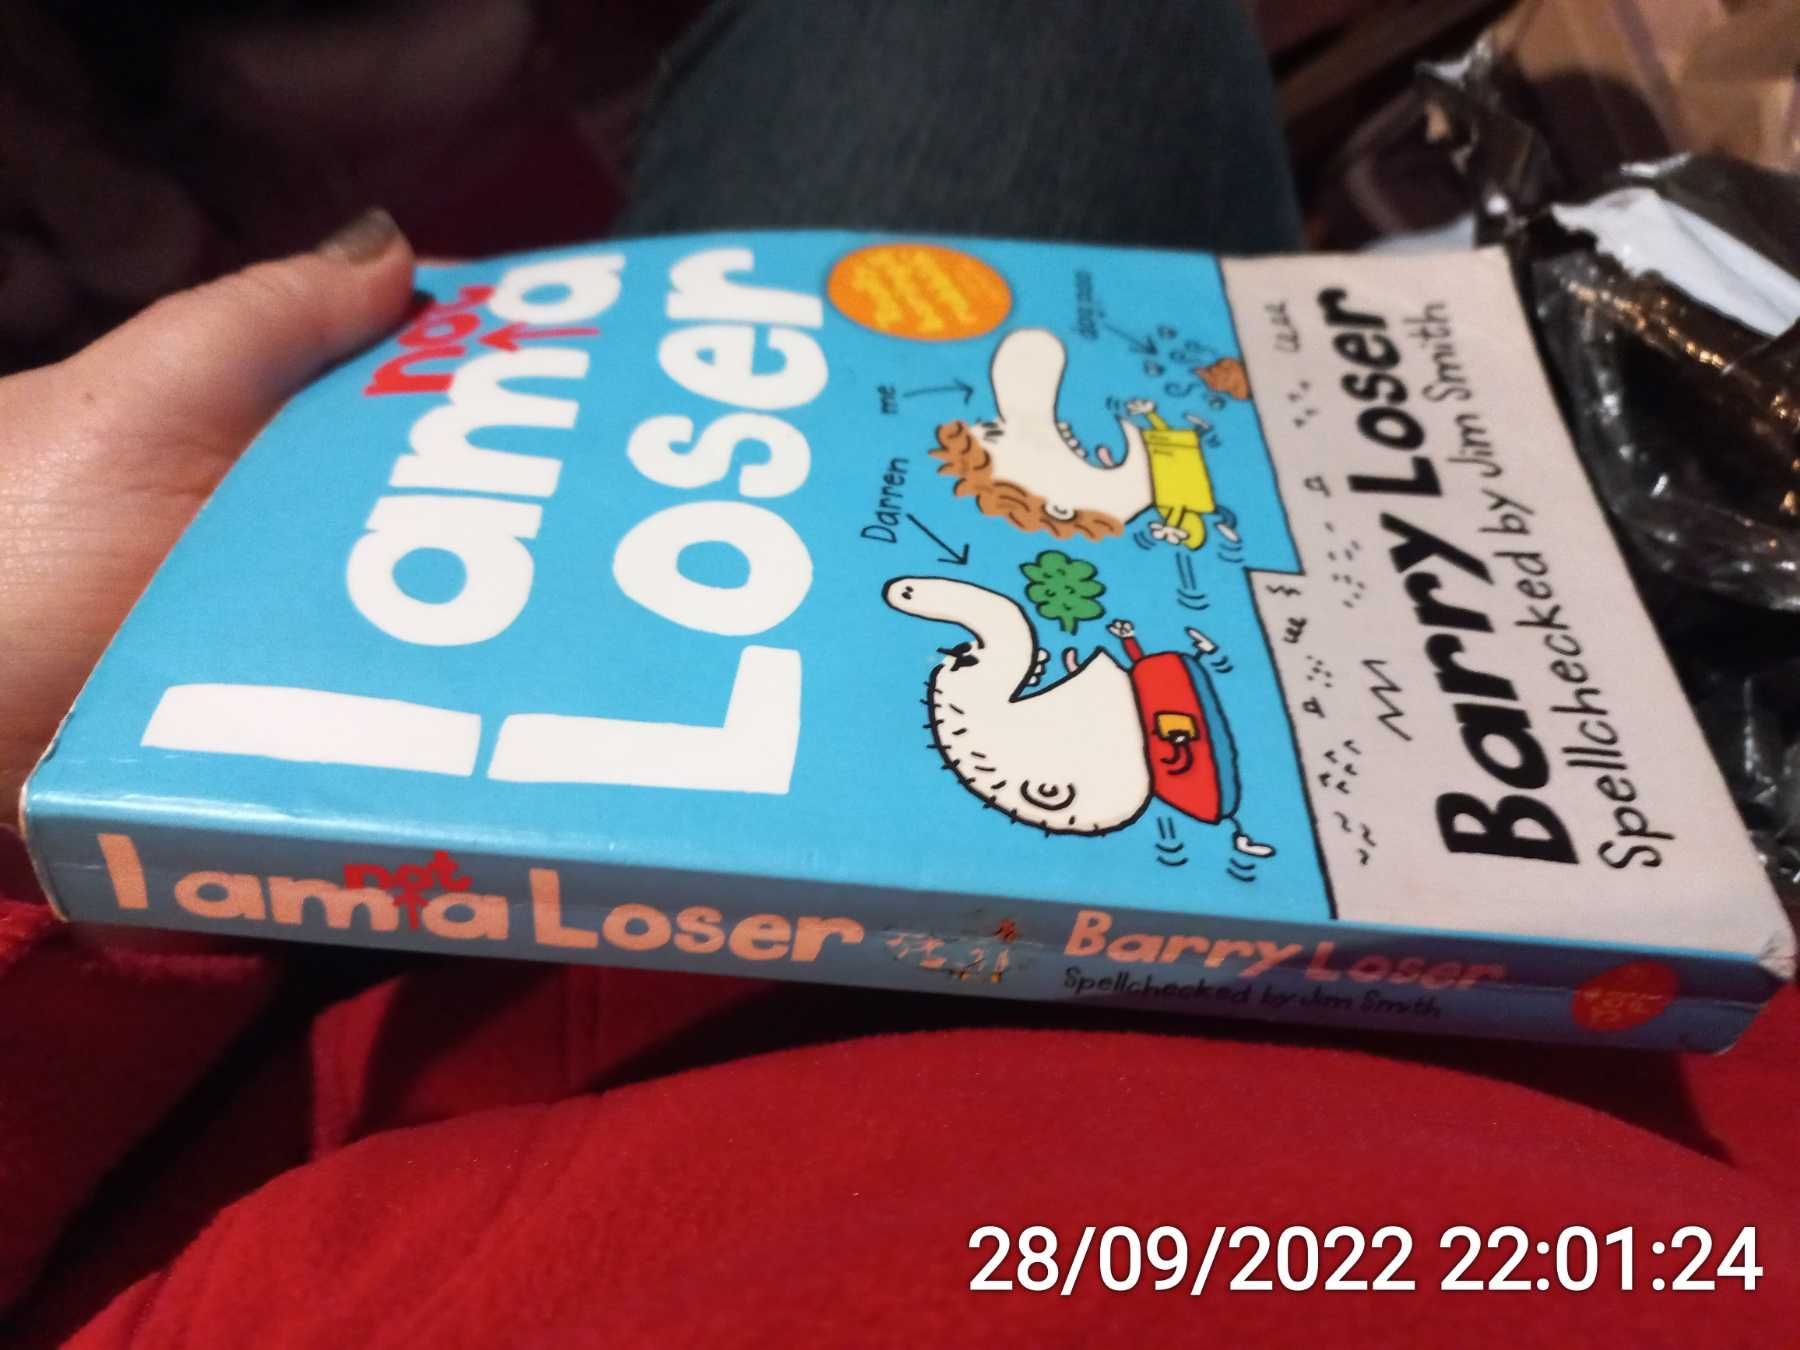 I am not a
Loser
Darren
me
dog poo
Barry Loser
Spellchecked by Jim Smith
I am not a Loser
Barry Loser
Spellchecked by Jim Smith
28/09/2022 22:01:24